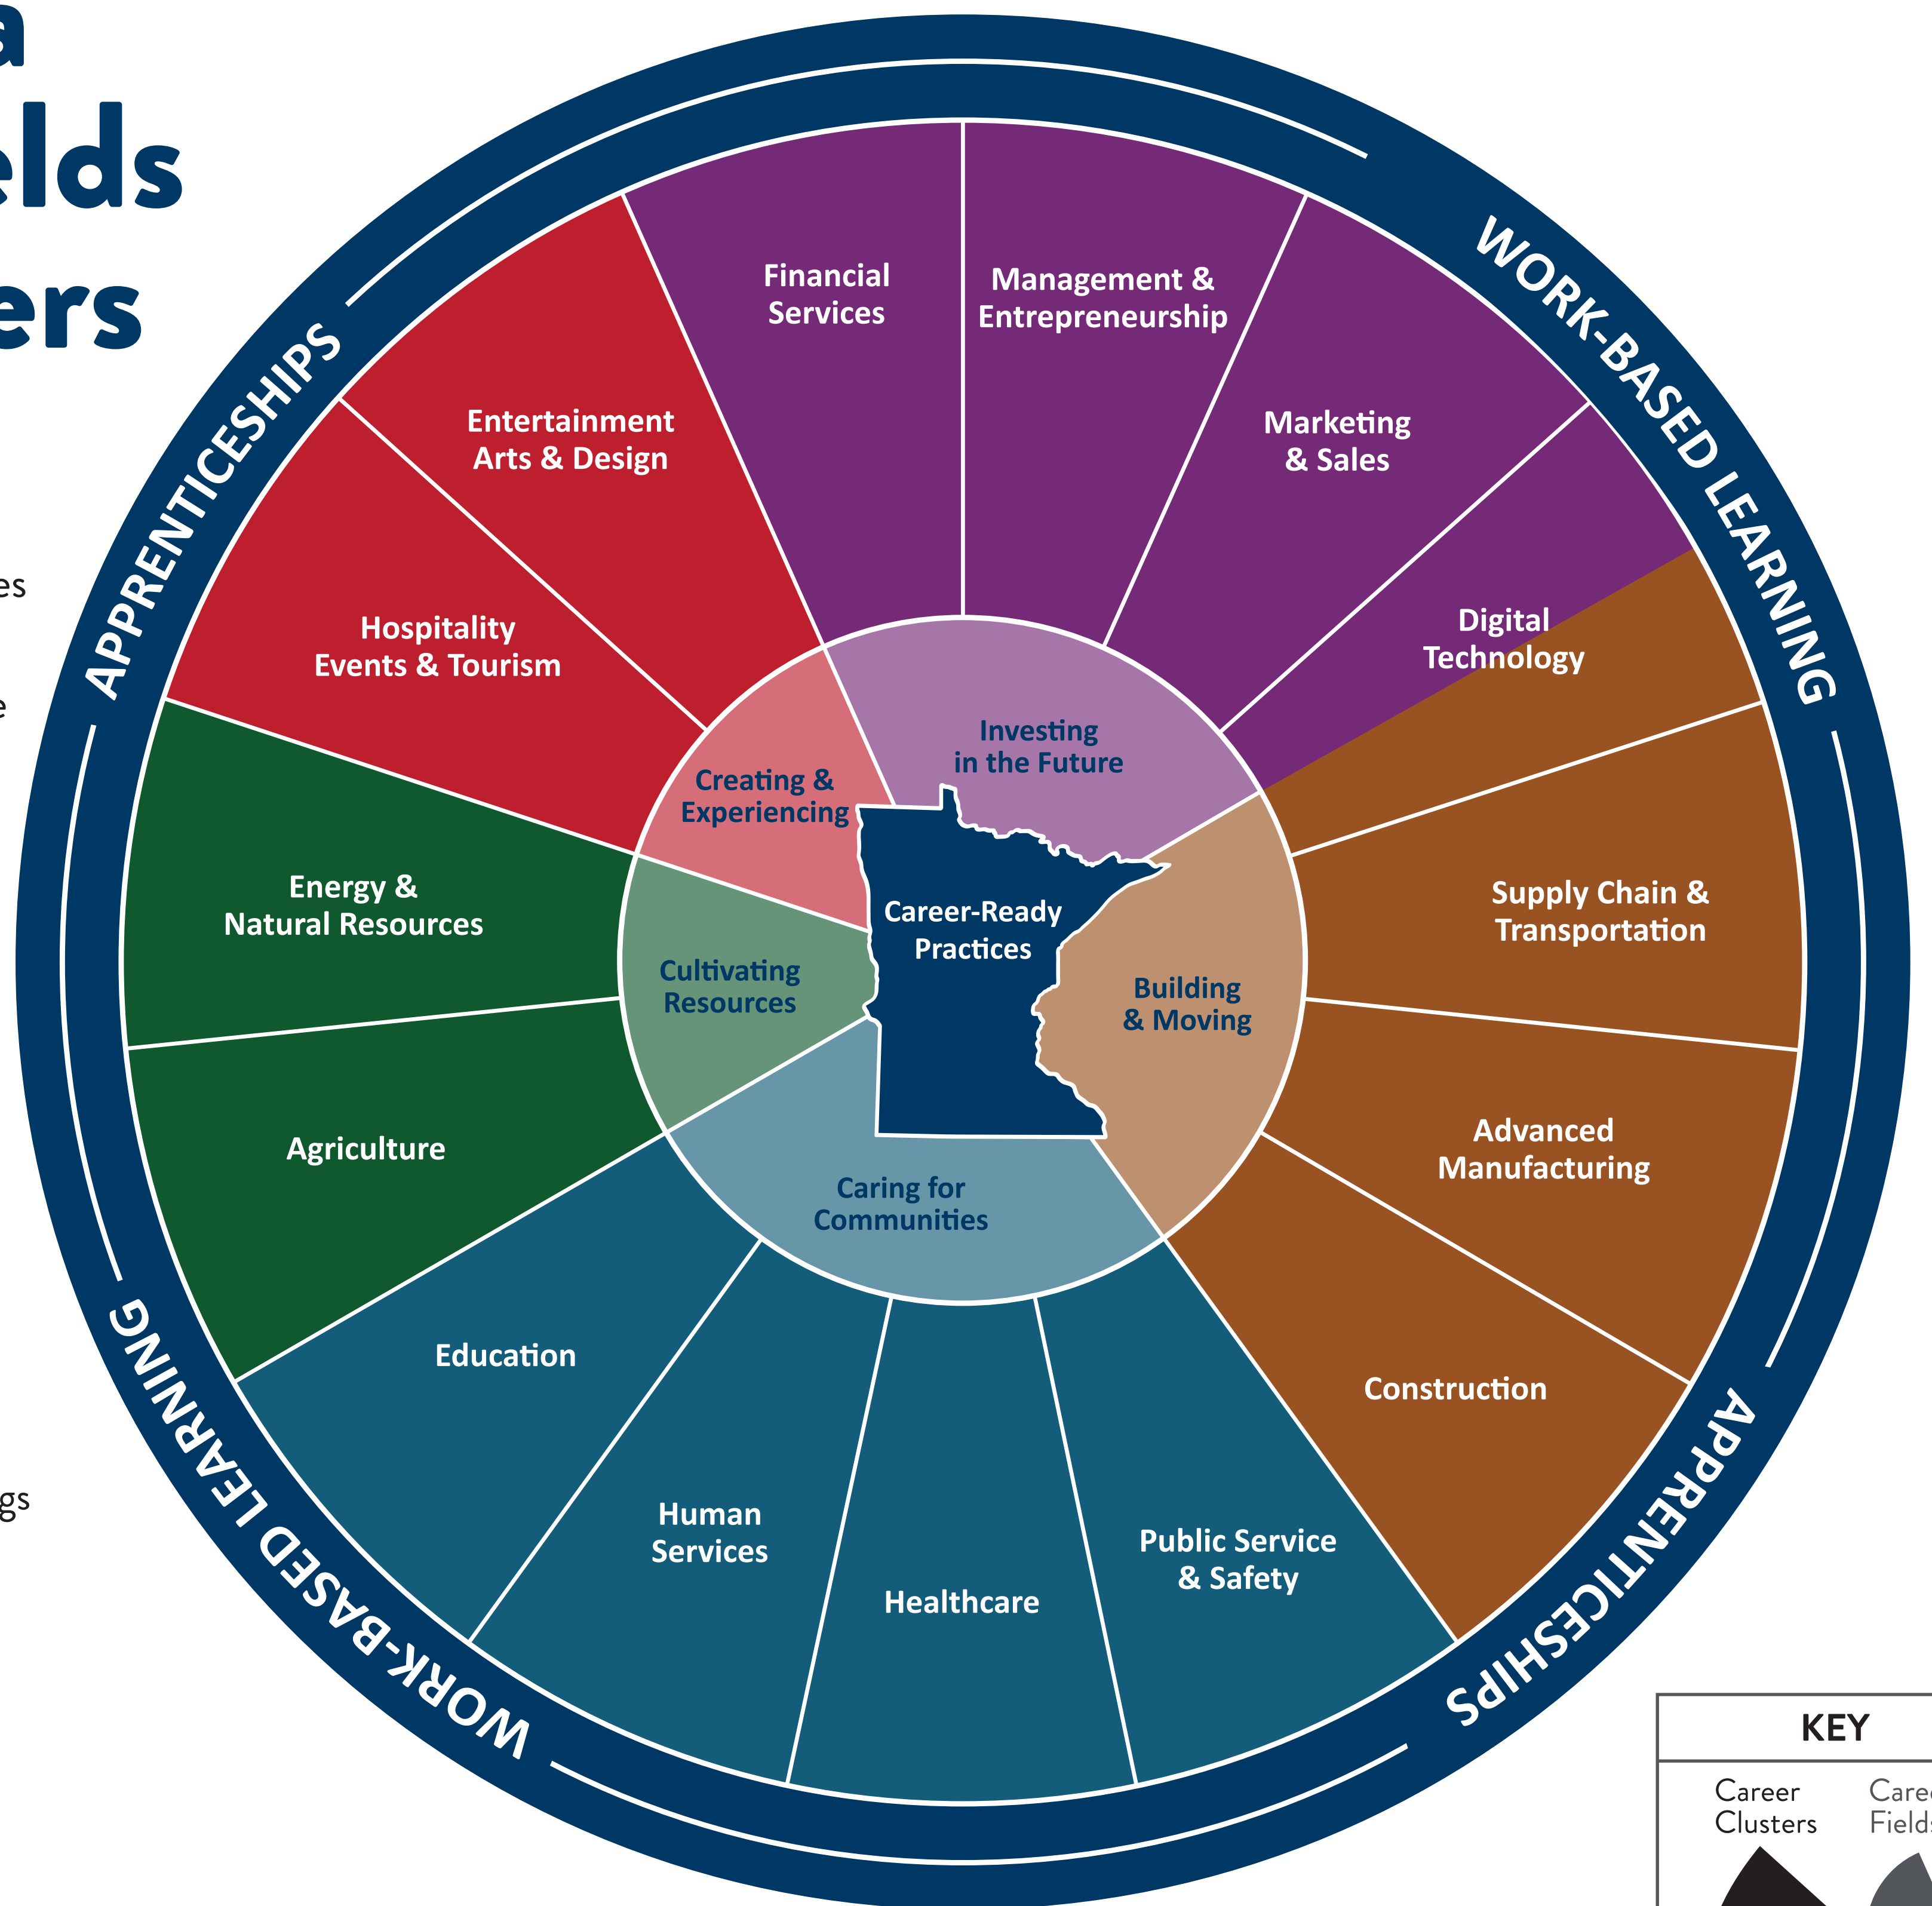 a
elds
ers
es
e
gs
WORK-BASED LEARNING
APPRENTICESHIPS
WORK-BASED LEARNING
APPRENTICESHIPS
Financial
Services
Management &
Entrepreneurship
Marketing
& Sales
Digital
Technology
Supply Chain &
Transportation
Advanced
Manufacturing
Construction
Public Service
& Safety
Healthcare
Human
Services
Education
Agriculture
Energy &
Natural Resources
Hospitality
Events & Tourism
Entertainment
Arts & Design
Investing
in the Future
Building
& Moving
Caring for
Communities
Cultivating
Resources
Creating &
Experiencing
Career-Ready
Practices
KEY
Career
Clusters
Caree
Fields